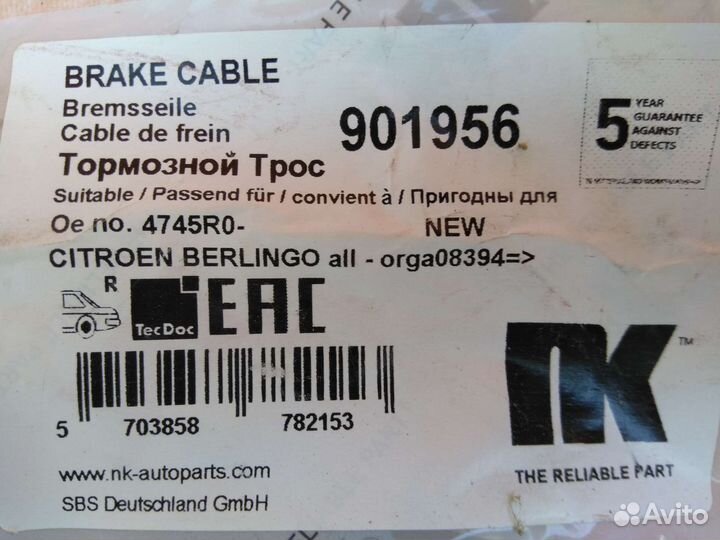 BRAKE CABLE
Bremsseile
Cable de frein
901956
5 YEAR GUARANTEE AGAINST DEFECTS
Тормозной Трос
Suitable / Passend für / convient à / Пригодны для
Oe no. 4745R0- NEW
CITROEN BERLINGO all - orga08394=>
R
TecDoc
EAC
5 703858 782153
NK™
THE RELIABLE PART
www.nk-autoparts.com
SBS Deutschland GmbH
Avito